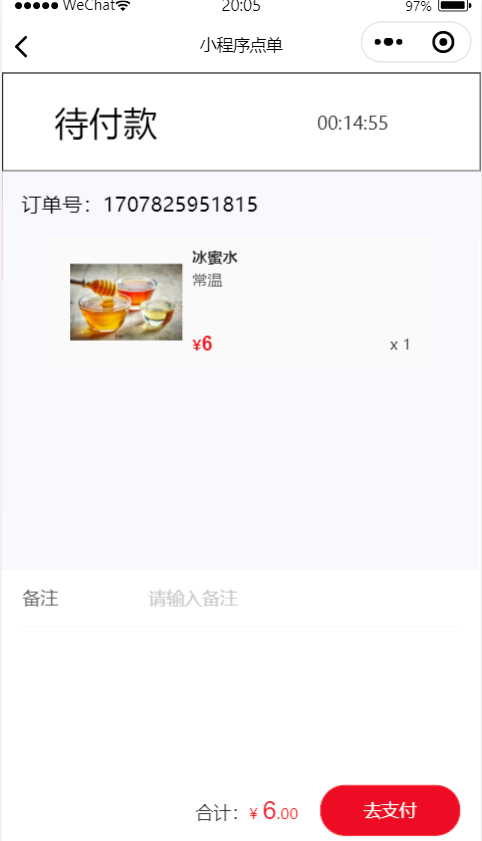 WeChat 20:05 97%
小程序点单
待付款 00:14:55
订单号：1707825951815
冰蜜水
常温
¥6 x 1
备注 请输入备注
合计：¥ 6.00 去支付